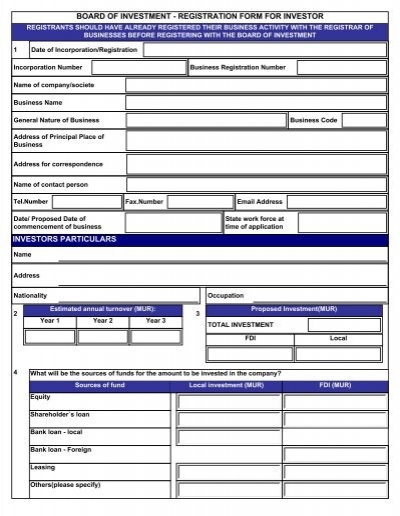 BOARD OF INVESTMENT - REGISTRATION FORM FOR INVESTOR
REGISTRANTS SHOULD HAVE ALREADY REGISTERED THEIR BUSINESS ACTIVITY WITH THE REGISTRAR OF
BUSINESSES BEFORE REGISTERING WITH THE BOARD OF INVESTMENT
1 Date of Incorporation/Registration
Incorporation Number Business Registration Number
Name of company/societe
Business Name
General Nature of Business Business Code
Address of Principal Place of
Business
Address for correspondence
Name of contact person
Tel.Number Fax.Number Email Address
Date/ Proposed Date of State work force at
commencement of business time of application
INVESTORS PARTICULARS
Name
Address
Nationality Occupation
2 Estimated annual turnover (MUR): 3 Proposed Investment(MUR)
Year 1 Year 2 Year 3
TOTAL INVESTMENT
FDI Local
4 What will be the sources of funds for the amount to be invested in the company?
Sources of fund Local investment (MUR) FDI (MUR)
Equity
Shareholder's loan
Bank loan - local
Bank loan - Foreign
Leasing
Others(please specify)